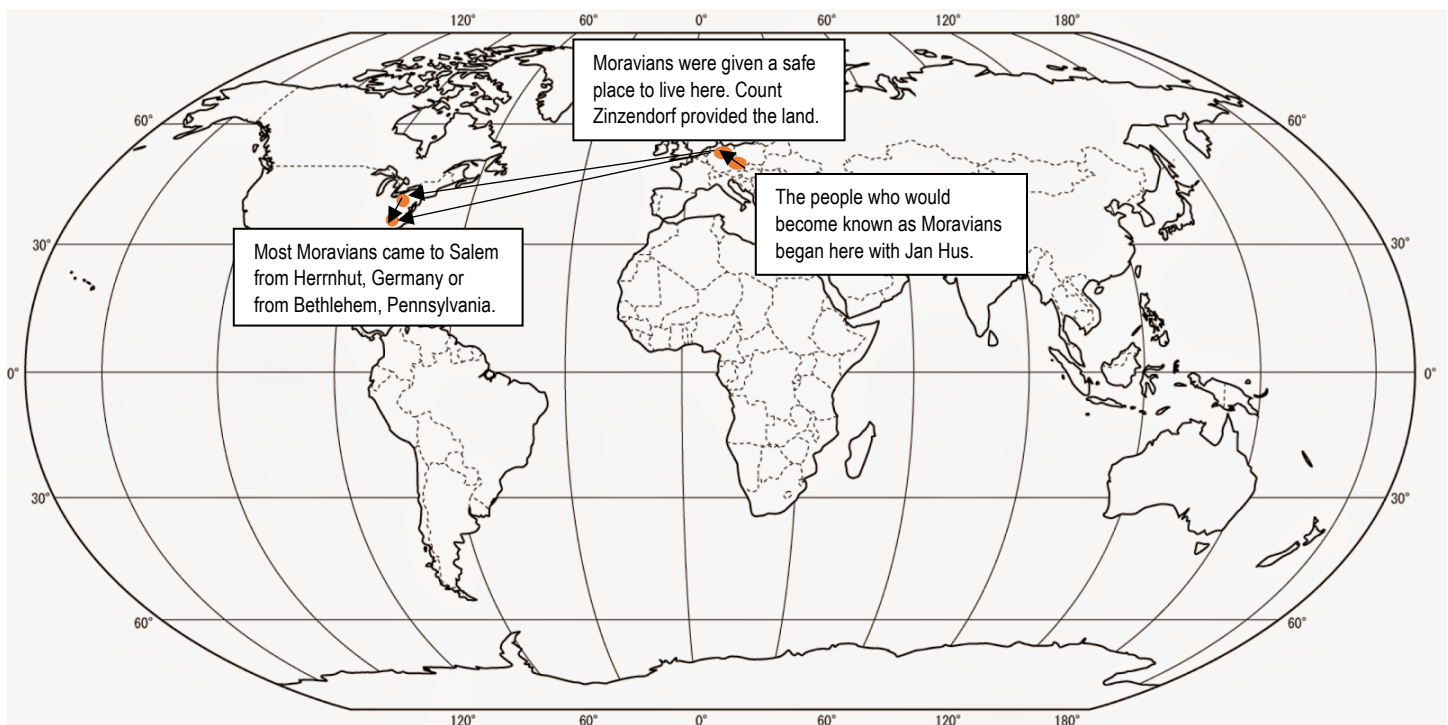 120° 60° 0° 60° 120° 180°
Moravians were given a safe
place to live here. Count
Zinzendorf provided the land.
60° 60°
The people who would
become known as Moravians
began here with Jan Hus.
30° 30°
Most Moravians came to Salem
from Herrnhut, Germany or
from Bethlehem, Pennsylvania.
0° 0°
30° 30°
60° 60°
120° 60° 0° 60° 120° 180°